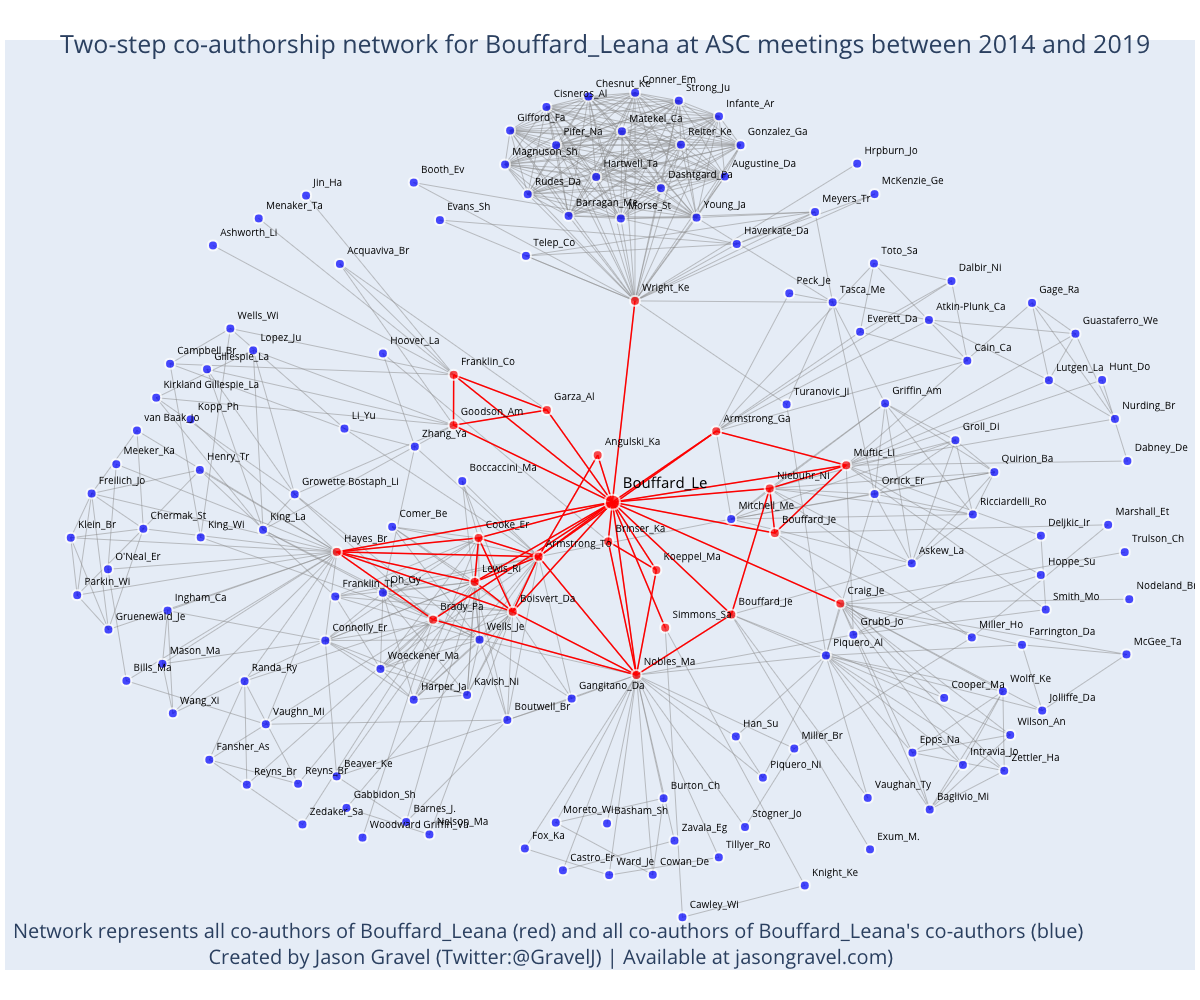 Two-step co-authorship network for Bouffard_Leana at ASC meetings between 2014 and 2019
Chesnut_Ke
Conner_Em
Cisneros_Al
Strong_Ju
Infante_Ar
Gifford_Fa
Pifer_Na
Matekel_Ca
Reiter_Ke
Gonzalez_Ga
Magnuson_Sh
Hartwell_Ta
Augustine_Da
Hrpburn_Jo
Booth_Ev
Rudes_Da
Dashtgard_Pa
McKenzie_Ge
Jin_Ha
Menaker_Ta
Evans_Sh
Barragan_Me
Morse_St
Young_Ja
Meyers_Tr
Ashworth_Li
Telep_Co
Haverkate_Da
Acquaviva_Br
Toto_Sa
Dalbir_Ni
Wright_Ke
Peck_Je
Tasca_Me
Gage_Ra
Atkin-Plunk_Ca
Everett_Da
Guastaferro_We
Wells_Wi
Lopez_Ju
Hoover_La
Campbell_Br
Gillespie_La
Franklin_Co
Cain_Ca
Lutgen_La
Hunt_Do
Kirkland Gillespie_La
Garza_Al
Turanovic_Ji
Griffin_Am
Kopp_Ph
van Baak_Jo
Li_Yu
Goodson_Am
Armstrong_Ga
Nurding_Br
Zhang_Ya
Groll_Di
Angulski_Ka
Dabney_De
Meeker_Ka
Henry_Tr
Muftic_Li
Boccaccini_Ma
Niebuhr_Ni
Quirion_Ba
Freilich_Jo
Growette Bostaph_Li
Bouffard_Le
Orrick_Er
Ricciardelli_Ro
Klein_Br
Chermak_St
King_Wi
King_La
Comer_Be
Mitchell_Me
Bouffard_Je
Marshall_Et
Deljkic_Ir
Cooke_Er
Brinser_Ka
Hayes_Br
Armstrong_To
Trulson_Ch
O'Neal_Er
Koeppel_Ma
Askew_La
Hoppe_Su
Parkin_Wi
Franklin_T
Oh_Gy
Lewis_Ri
Nodeland_Br
Ingham_Ca
Brady_Pa
Boisvert_Da
Simmons_Sa
Bouffard_Je
Craig_Je
Smith_Mo
Gruenewald_Je
Connolly_Er
Wells_Je
Grubb_Jo
Miller_Ho
Farrington_Da
Mason_Ma
Woeckener_Ma
Nobles_Ma
Piquero_Al
McGee_Ta
Bills_Ma
Randa_Ry
Harper_Ja
Kavish_Ni
Gangitano_Da
Cooper_Ma
Wolff_Ke
Wang_Xi
Vaughn_Mi
Boutwell_Br
Jolliffe_Da
Han_Su
Miller_Br
Wilson_An
Fansher_As
Epps_Na
Intravia_Jo
Zettler_Ha
Reyns_Br
Reyns_Br
Beaver_Ke
Piquero_Ni
Vaughan_Ty
Baglivio_Mi
Gabbidon_Sh
Burton_Ch
Zedaker_Sa
Woodward Griffin_Va
Barnes_J.
Nelson_Ma
Moreto_Wi
Basham_Sh
Stogner_Jo
Fox_Ka
Zavala_Eg
Exum_M.
Castro_Er
Ward_Je
Cowan_De
Tillyer_Ro
Knight_Ke
Cawley_Wi
Network represents all co-authors of Bouffard_Leana (red) and all co-authors of Bouffard_Leana's co-authors (blue)
Created by Jason Gravel (Twitter:@GravelJ) | Available at jasongravel.com)